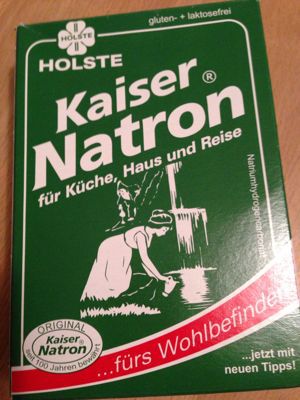 HOLSTE
gluten- + laktosefrei
HOLSTE
Kaiser
Natron®
für Küche, Haus und Reise
Natriumhydrogencarbonat
ORIGINAL
Kaiser®
Natron
seit 100 Jahren bewährt
...fürs Wohlbefinden
...jetzt mit
neuen Tipps!